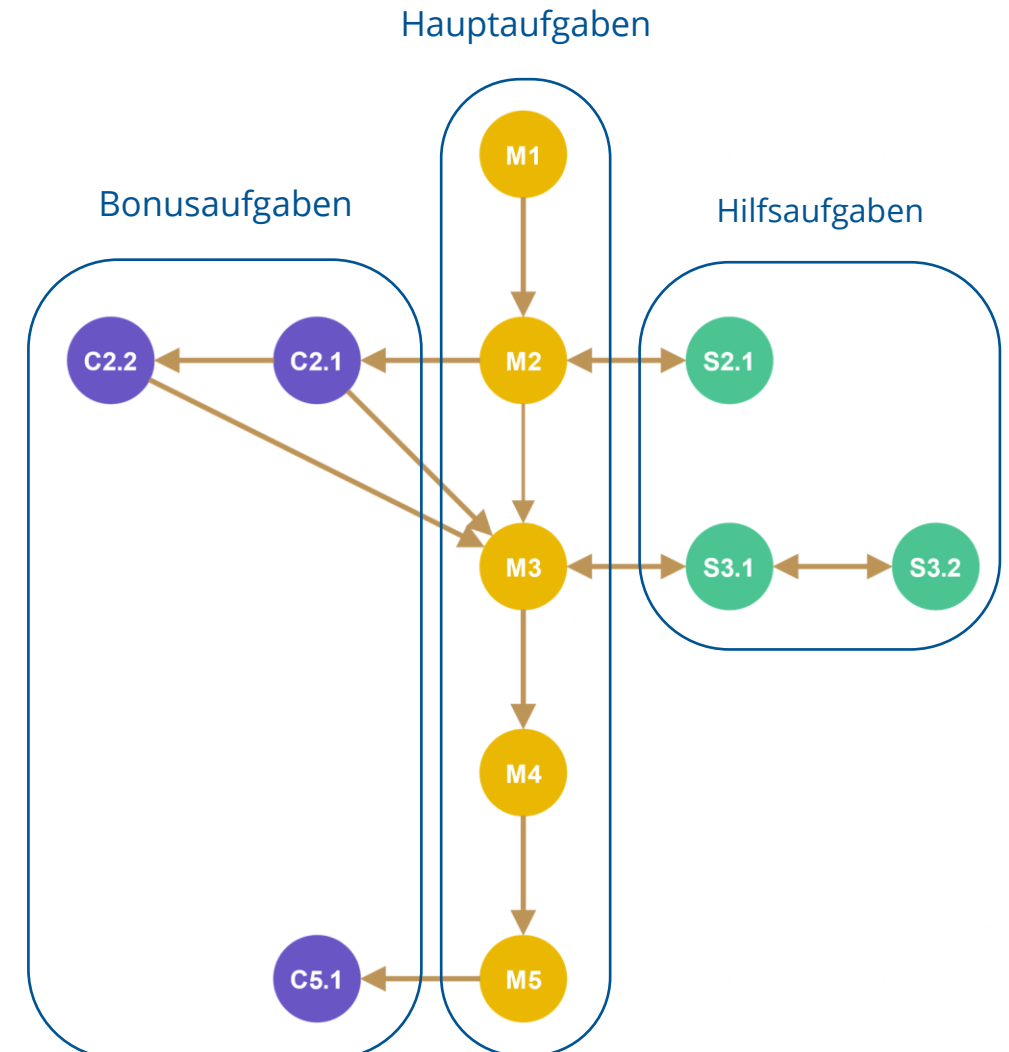 Hauptaufgaben
M1
Bonusaufgaben
Hilfsaufgaben
C2.2
C2.1
M2
S2.1
M3
S3.1
S3.2
M4
C5.1
M5